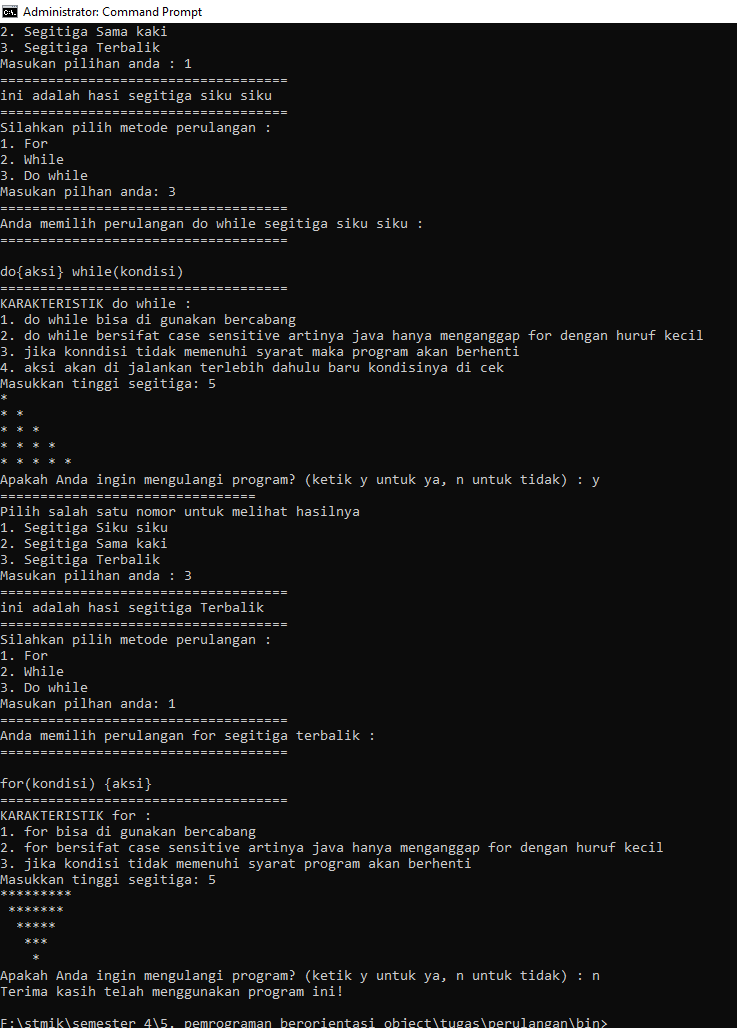 Administrator: Command Prompt
2. Segitiga Sama kaki
3. Segitiga Terbalik
Masukan pilihan anda : 1
====================================
ini adalah hasi segitiga siku siku
====================================
Silahkan pilih metode perulangan :
1. For
2. While
3. Do while
Masukan pilhan anda: 3
====================================
Anda memilih perulangan do while segitiga siku siku :
====================================
do{aksi} while(kondisi)
====================================
KARAKTERISTIK do while :
1. do while bisa di gunakan bercabang
2. do while bersifat case sensitive artinya java hanya menganggap for dengan huruf kecil
3. jika konndisi tidak memenuhi syarat maka program akan berhenti
4. aksi akan di jalankan terlebih dahulu baru kondisinya di cek
Masukkan tinggi segitiga: 5
*
* *
* * *
* * * *
* * * * *
Apakah Anda ingin mengulangi program? (ketik y untuk ya, n untuk tidak) : y
================================
Pilih salah satu nomor untuk melihat hasilnya
1. Segitiga Siku siku
2. Segitiga Sama kaki
3. Segitiga Terbalik
Masukan pilihan anda : 3
====================================
ini adalah hasi segitiga Terbalik
====================================
Silahkan pilih metode perulangan :
1. For
2. While
3. Do while
Masukan pilhan anda: 1
====================================
Anda memilih perulangan for segitiga terbalik :
====================================
for(kondisi) {aksi}
====================================
KARAKTERISTIK for :
1. for bisa di gunakan bercabang
2. for bersifat case sensitive artinya java hanya menganggap for dengan huruf kecil
3. jika kondisi tidak memenuhi syarat program akan berhenti
Masukkan tinggi segitiga: 5
*********
 *******
  *****
   ***
    *
Apakah Anda ingin mengulangi program? (ketik y untuk ya, n untuk tidak) : n
Terima kasih telah menggunakan program ini!
F:\stmik\semester 4\5. pemrograman berorientasi object\tugas\perulangan\bin>